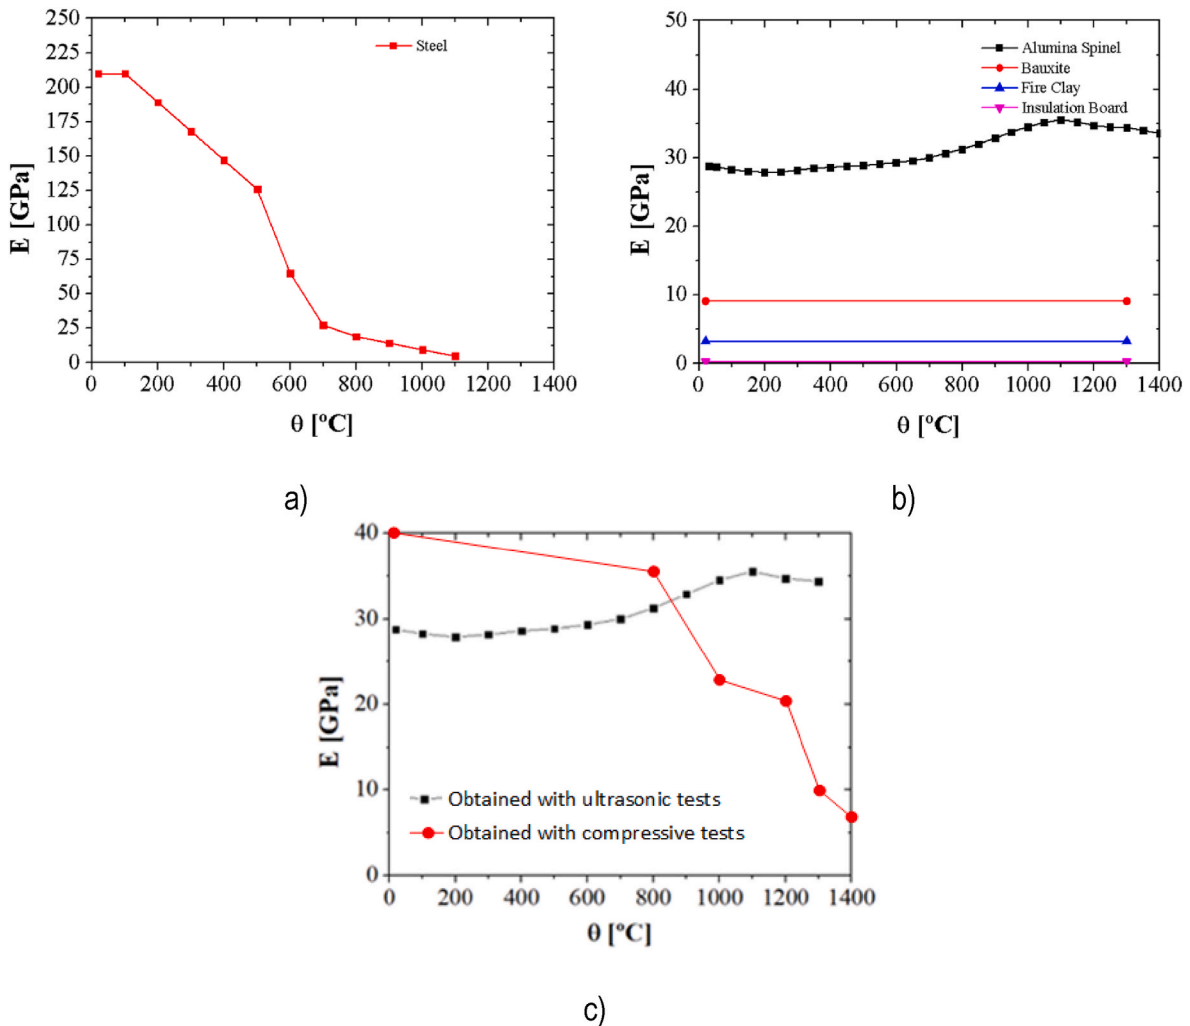 250
225
200
175
150
125
100
75
50
25
0
E [GPa]
Steel
0 200 400 600 800 1000 1200 1400
θ [ºC]
a)
50
40
30
20
10
0
E [GPa]
Alumina Spinel
Bauxite
Fire Clay
Insulation Board
0 200 400 600 800 1000 1200 1400
θ [ºC]
b)
40
30
20
10
0
E [GPa]
Obtained with ultrasonic tests
Obtained with compressive tests
0 200 400 600 800 1000 1200 1400
θ [ºC]
c)